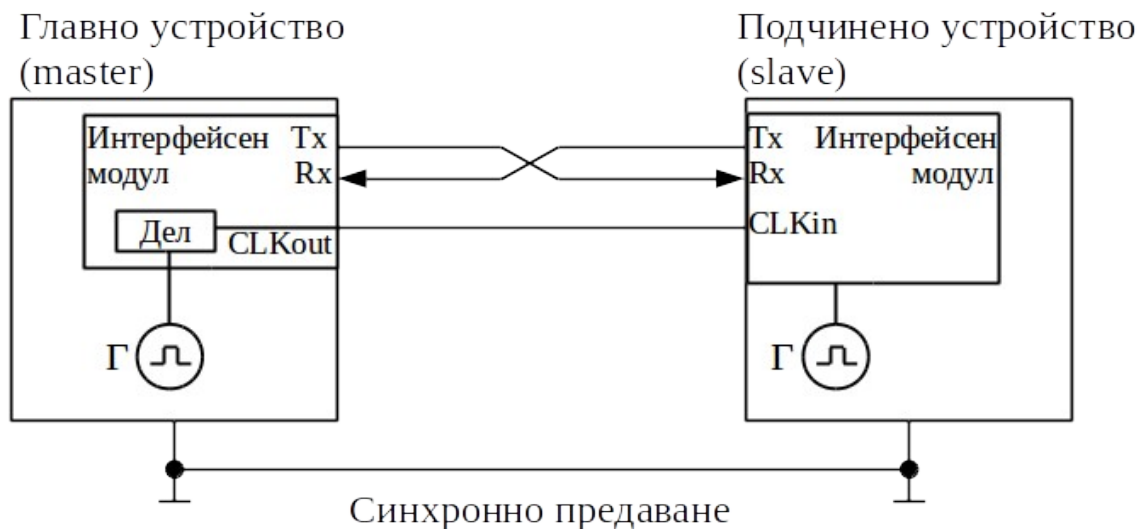 Главно устройство
(master)
Подчинено устройство
(slave)
Интерфейсен
модул
Tx
Rx
Дел
CLKout
Г
Tx
Rx
Интерфейсен
модул
CLKin
Г
Синхронно предаване